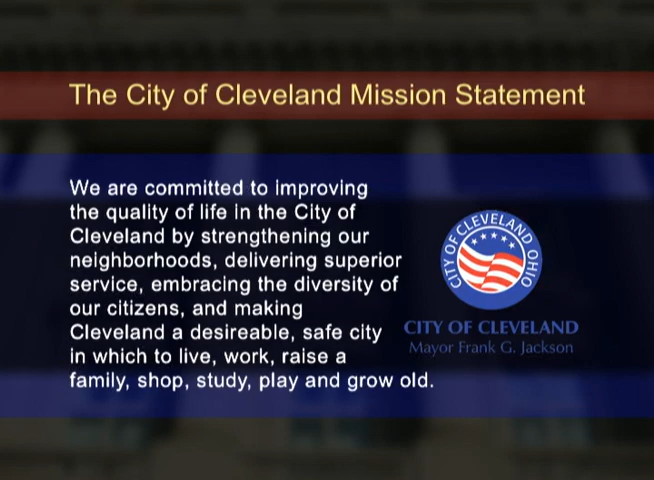 The City of Cleveland Mission Statement
We are committed to improving
the quality of life in the City of
Cleveland by strengthening our
neighborhoods, delivering superior
service, embracing the diversity of
our citizens, and making
Cleveland a desireable, safe city
in which to live, work, raise a
family, shop, study, play and grow old.
CITY OF CLEVELAND OHIO
CITY OF CLEVELAND
Mayor Frank G. Jackson